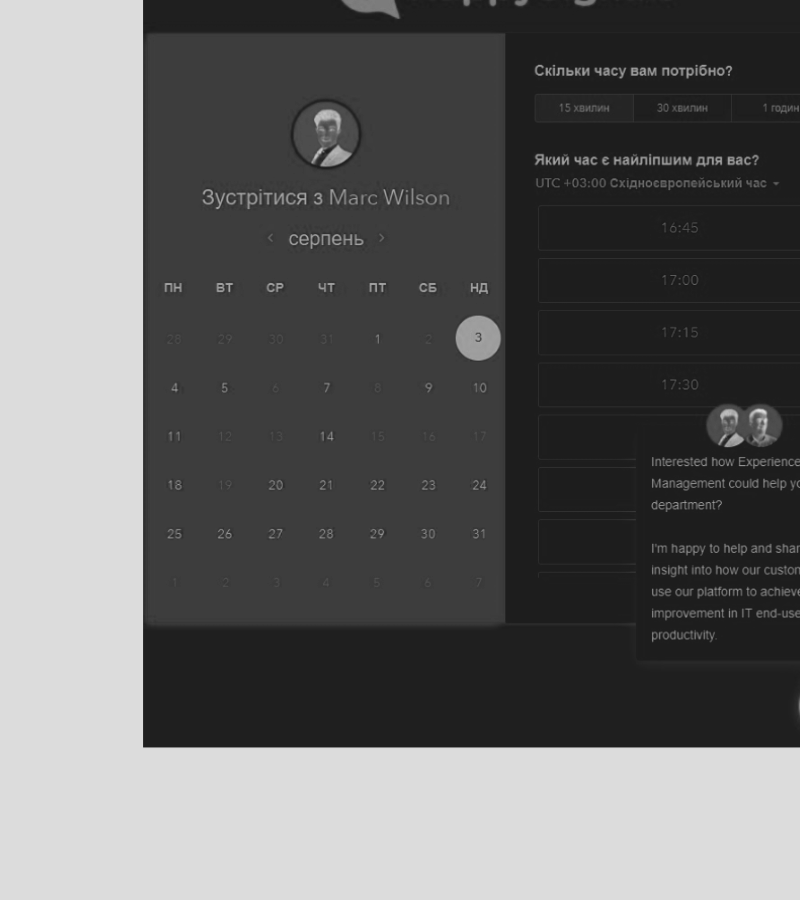 Скільки часу вам потрібно?
15 хвилин 30 хвилин 1 годин
Який час є найліпшим для вас?
UTC +03:00 Східноєвропейський час
Зустрітися з Marc Wilson
серпень
ПН ВТ СР ЧТ ПТ СБ НД
28 29 30 31 1 2 3
4 5 6 7 8 9 10
11 12 13 14 15 16 17
18 19 20 21 22 23 24
25 26 27 28 29 30 31
1 2 3 4 5 6 7
16:45
17:00
17:15
17:30
Interested how Experience
Management could help yo
department?
I'm happy to help and shar
insight into how our custom
use our platform to achieve
improvement in IT end-use
productivity.